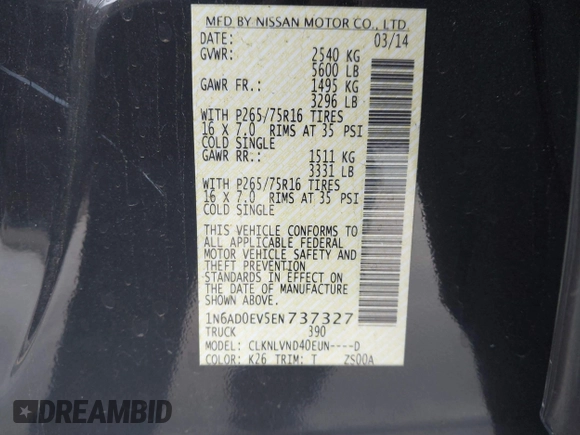 MFD BY NISSAN MOTOR CO., LTD.
DATE: 03/14
GVWR: 2540 KG
5600 LB
GAWR FR.: 1495 KG
3296 LB
WITH P265/75R16 TIRES
16 X 7.0 RIMS AT 35 PSI
COLD SINGLE
GAWR RR.: 1511 KG
3331 LB
WITH P265/75R16 TIRES
16 X 7.0 RIMS AT 35 PSI
COLD SINGLE
THIS VEHICLE CONFORMS TO
ALL APPLICABLE FEDERAL
MOTOR VEHICLE SAFETY AND
THEFT PREVENTION
STANDARDS IN EFFECT ON
THE DATE OF MANUFACTURE
SHOWN ABOVE.
1N6AD0EV5EN737327
TRUCK 390
MODEL: CLKNLVND40EUN----D
COLOR: K26 TRIM: T ZS00A
DREAMBID